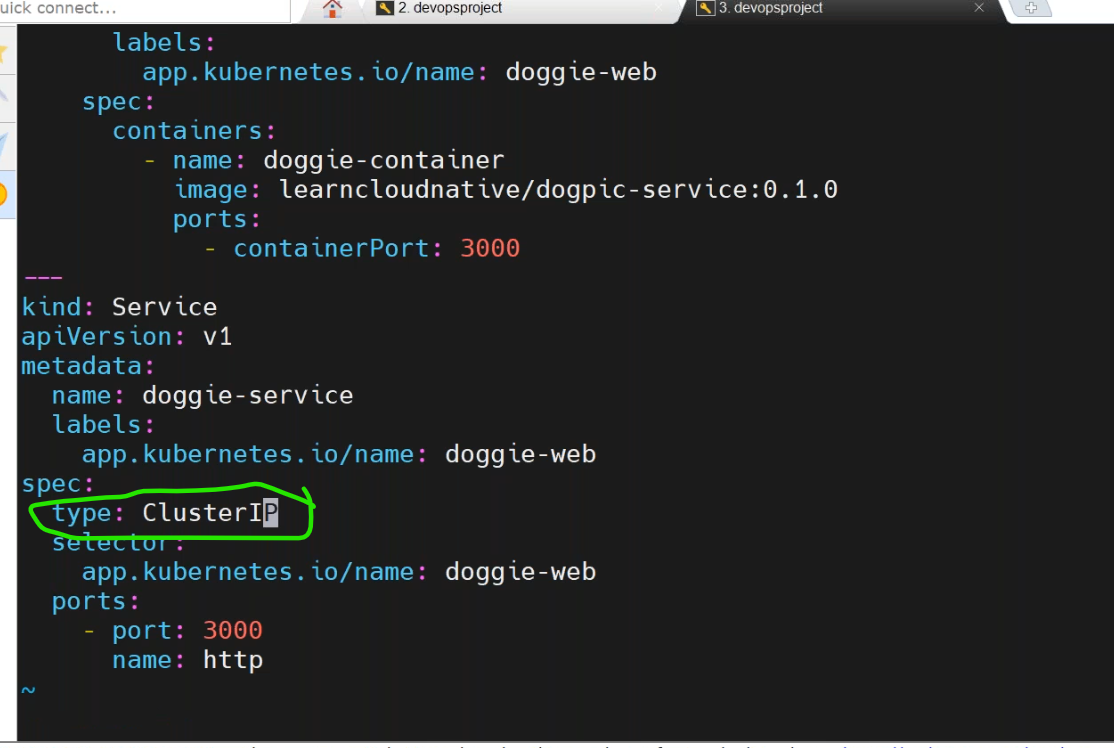 uick connect...
2. devopsproject
3. devopsproject
labels:
app.kubernetes.io/name: doggie-web
spec:
containers:
- name: doggie-container
image: learncloudnative/dogpic-service:0.1.0
ports:
- containerPort: 3000
---
kind: Service
apiVersion: v1
metadata:
name: doggie-service
labels:
app.kubernetes.io/name: doggie-web
spec:
type: ClusterIP
selector:
app.kubernetes.io/name: doggie-web
ports:
- port: 3000
name: http
~